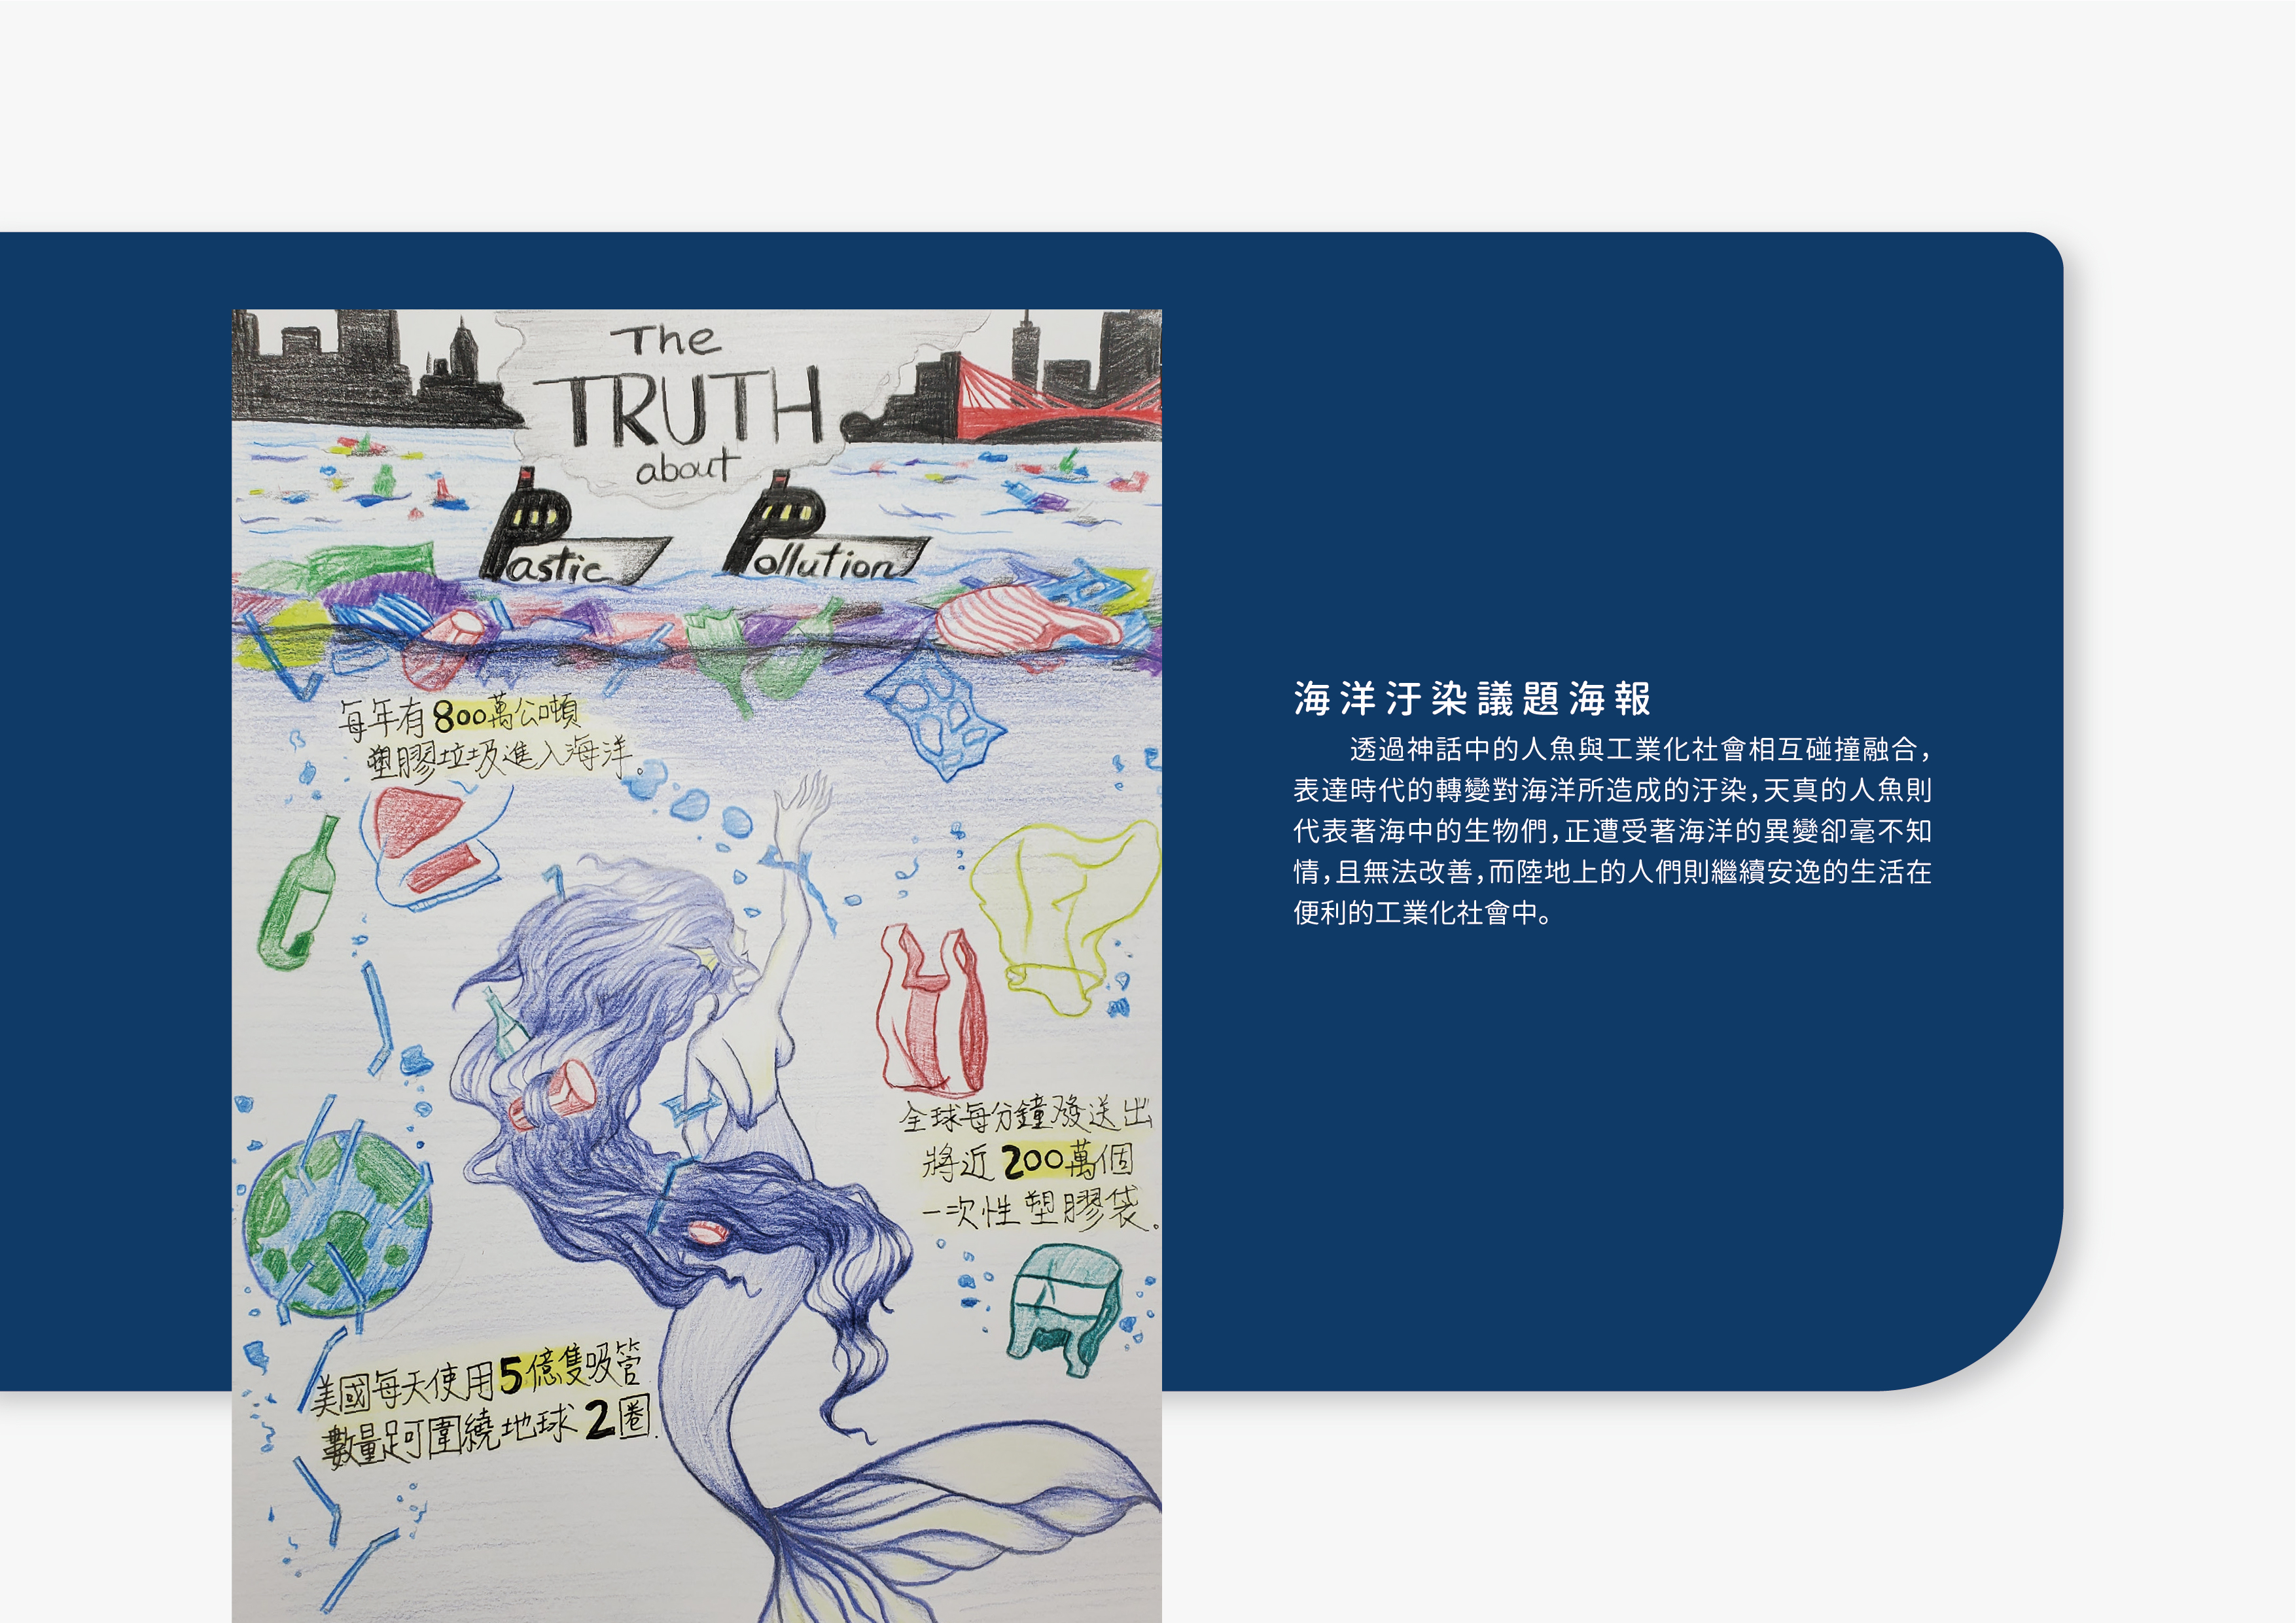 The
TRUTH
about
Pastic Pollution
每年有800萬公噸
塑膠垃圾進入海洋。
全球每分鐘發送出
將近200萬個
一次性塑膠袋。
美國每天使用5億隻吸管
數量足可圍繞地球2圈.
海洋汙染議題海報
透過神話中的人魚與工業化社會相互碰撞融合，
表達時代的轉變對海洋所造成的汙染，天真的人魚則
代表著海中的生物們，正遭受著海洋的異變卻毫不知
情，且無法改善，而陸地上的人們則繼續安逸的生活在
便利的工業化社會中。